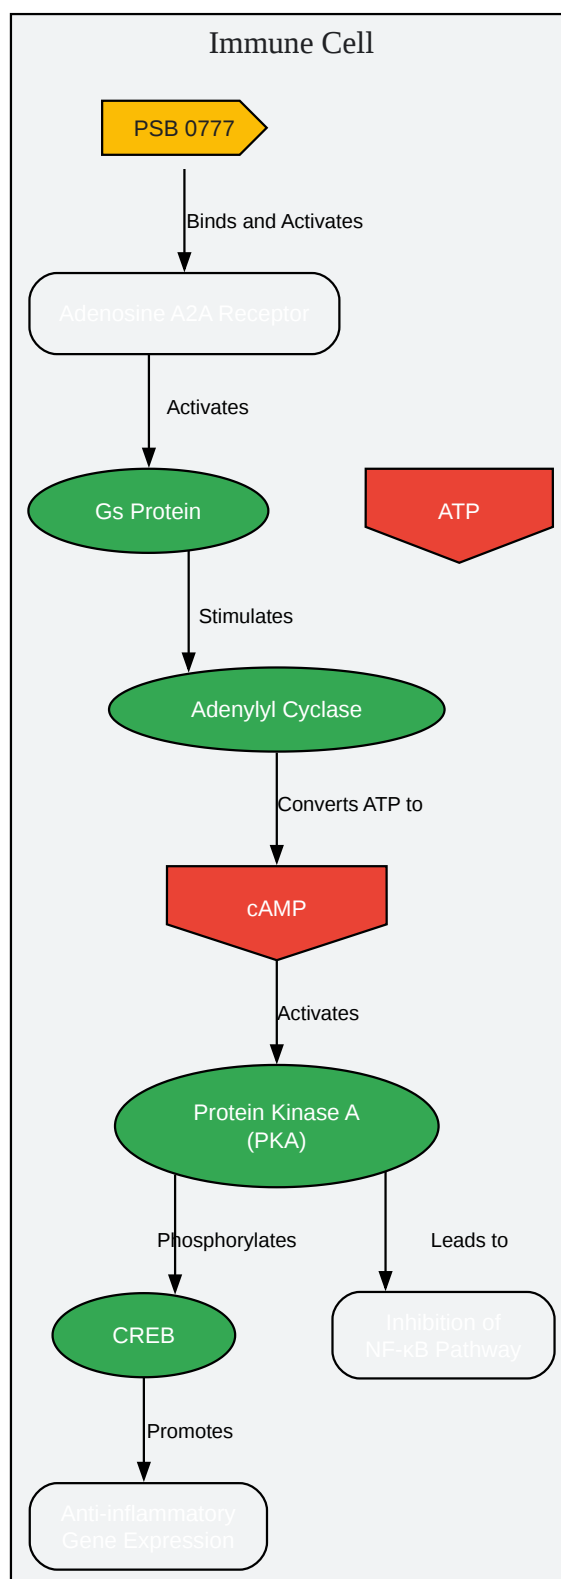 Immune Cell
PSB 0777
Binds and Activates
Adenosine A2A Receptor
Activates
Gs Protein
ATP
Stimulates
Adenylyl Cyclase
Converts ATP to
cAMP
Activates
Protein Kinase A
(PKA)
Phosphorylates
Leads to
CREB
Inhibition of
NF-κB Pathway
Promotes
Anti-inflammatory
Gene Expression